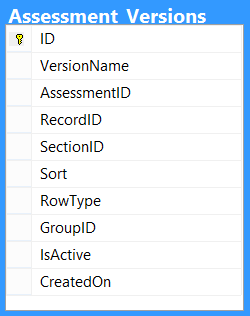 Assessment Versions
ID
VersionName
AssessmentID
RecordID
SectionID
Sort
RowType
GroupID
IsActive
CreatedOn